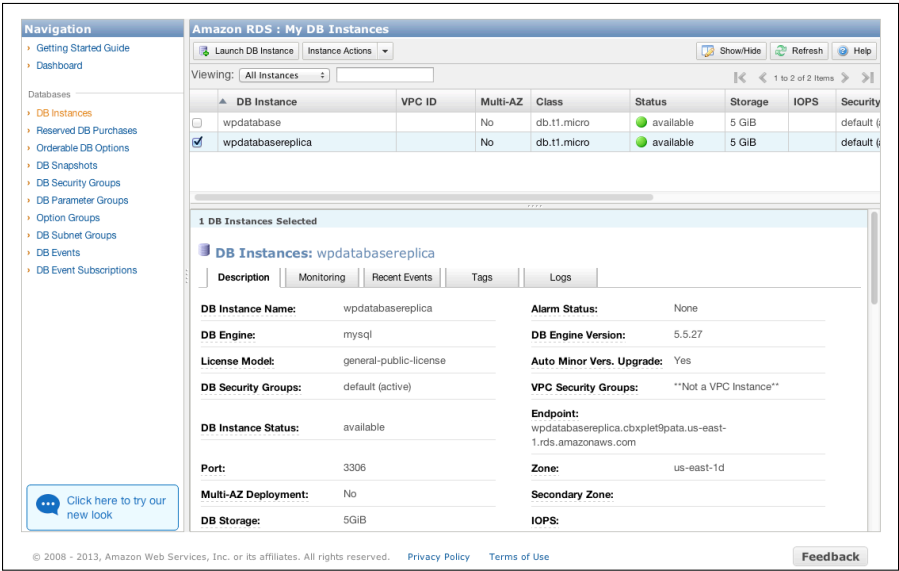 Navigation
Getting Started Guide
Dashboard
Databases
DB Instances
Reserved DB Purchases
Orderable DB Options
DB Snapshots
DB Security Groups
DB Parameter Groups
Option Groups
DB Subnet Groups
DB Events
DB Event Subscriptions
Click here to try our
new look
Amazon RDS : My DB Instances
Launch DB Instance Instance Actions Show/Hide Refresh Help
Viewing: All Instances 1 to 2 of 2 Items
DB Instance VPC ID Multi-AZ Class Status Storage IOPS Security
wpdatabase No db.t1.micro available 5 GiB default (
wpdatabasereplica No db.t1.micro available 5 GiB default (
1 DB Instances Selected
DB Instances: wpdatabasereplica
Description Monitoring Recent Events Tags Logs
DB Instance Name: wpdatabasereplica Alarm Status: None
DB Engine: mysql DB Engine Version: 5.5.27
License Model: general-public-license Auto Minor Vers. Upgrade: Yes
DB Security Groups: default (active) VPC Security Groups: **Not a VPC Instance**
Endpoint:
DB Instance Status: available wpdatabasereplica.cbxplet9pata.us-east-
1.rds.amazonaws.com
Port: 3306 Zone: us-east-1d
Multi-AZ Deployment: No Secondary Zone:
DB Storage: 5GiB IOPS:
© 2008 - 2013, Amazon Web Services, Inc. or its affiliates. All rights reserved. Privacy Policy Terms of Use Feedback